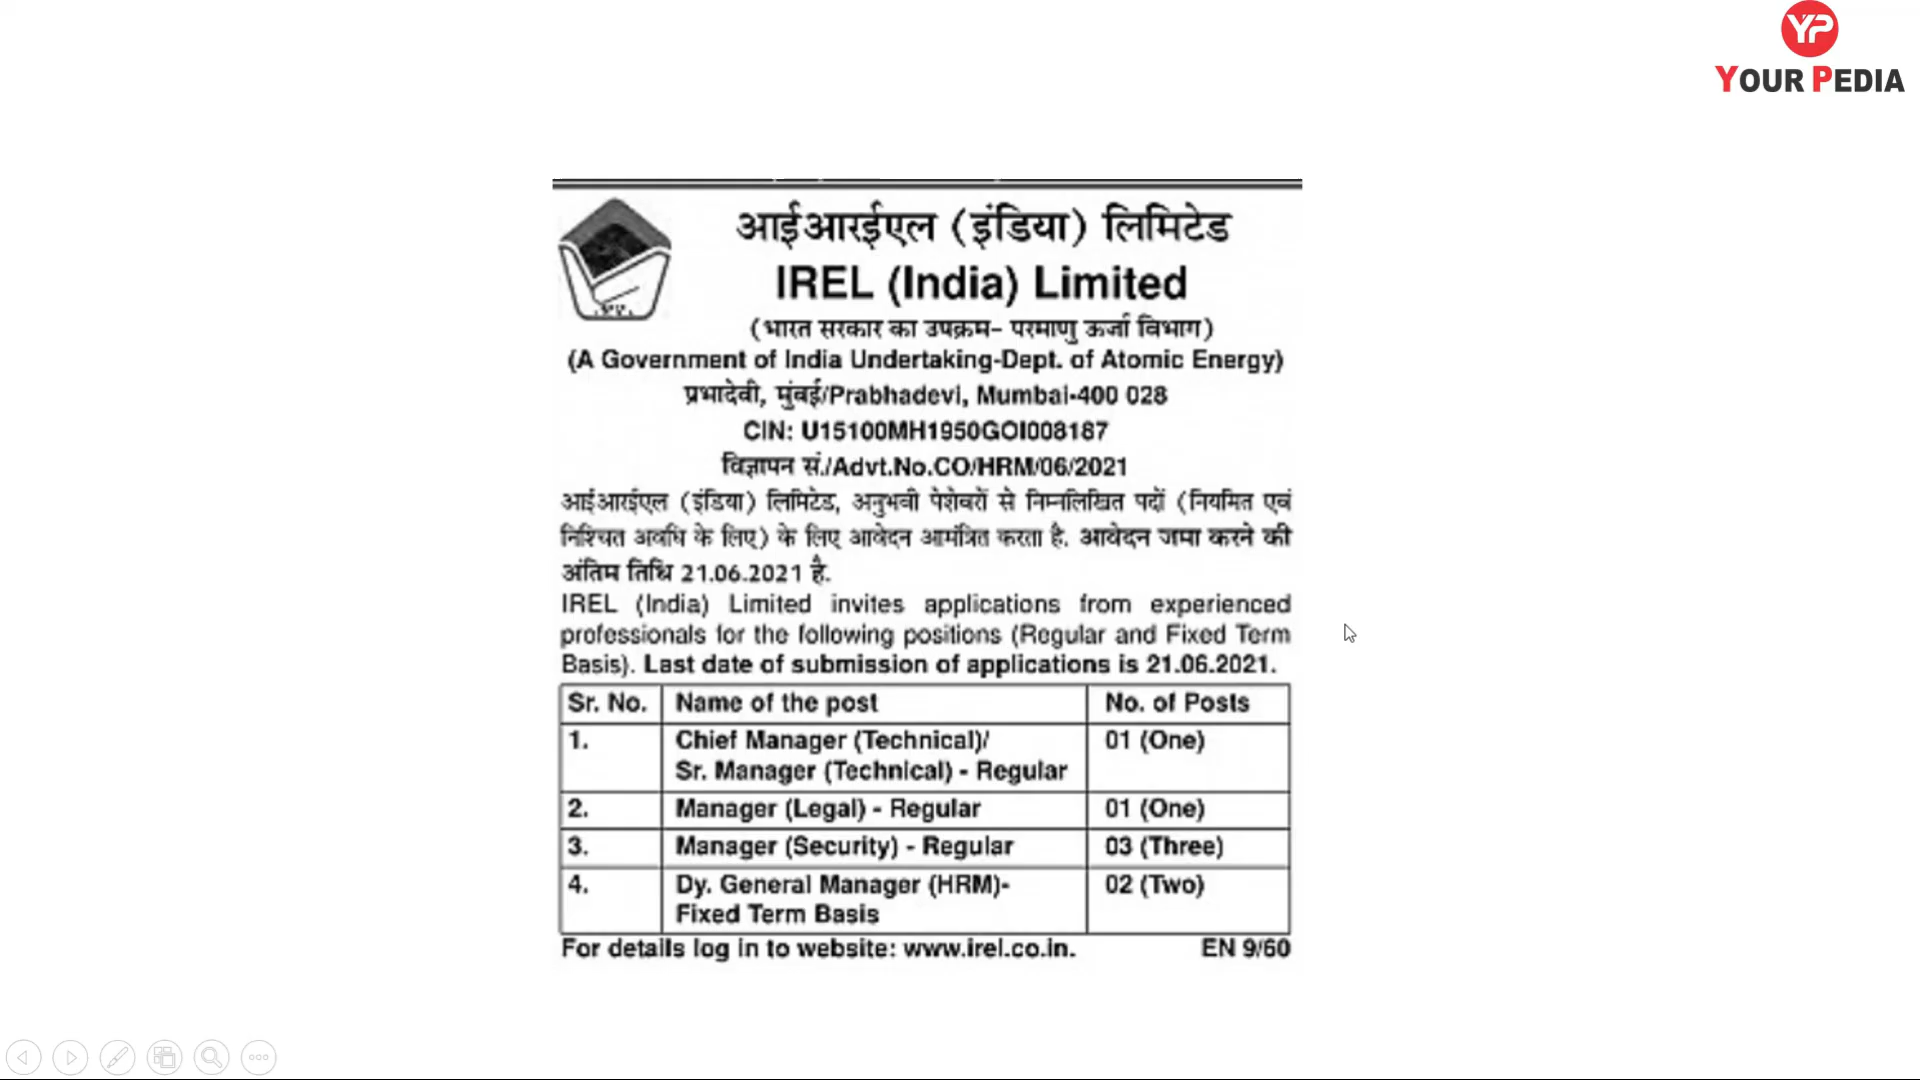 YP
YOUR PEDIA
आईआरईएल (इंडिया) लिमिटेड
IREL (India) Limited
(भारत सरकार का उपक्रम– परमाणु ऊर्जा विभाग)
(A Government of India Undertaking-Dept. of Atomic Energy)
प्रभादेवी, मुंबई/Prabhadevi, Mumbai-400 028
CIN: U15100MH1950GOI008187
विज्ञापन सं./Advt.No.CO/HRM/06/2021
आईआरईएल (इंडिया) लिमिटेड, अनुभवी पेशेवरों से निम्नलिखित पदों (नियमित एवं
निश्चित अवधि के लिए) के लिए आवेदन आमंत्रित करता है. आवेदन जमा करने की
अंतिम तिथि 21.06.2021 है.
IREL (India) Limited invites applications from experienced
professionals for the following positions (Regular and Fixed Term
Basis). Last date of submission of applications is 21.06.2021.
Sr. No. Name of the post No. of Posts
1. Chief Manager (Technical)/ 01 (One)
Sr. Manager (Technical) - Regular
2. Manager (Legal) - Regular 01 (One)
3. Manager (Security) - Regular 03 (Three)
4. Dy. General Manager (HRM)- 02 (Two)
Fixed Term Basis
For details log in to website: www.irel.co.in. EN 9/60